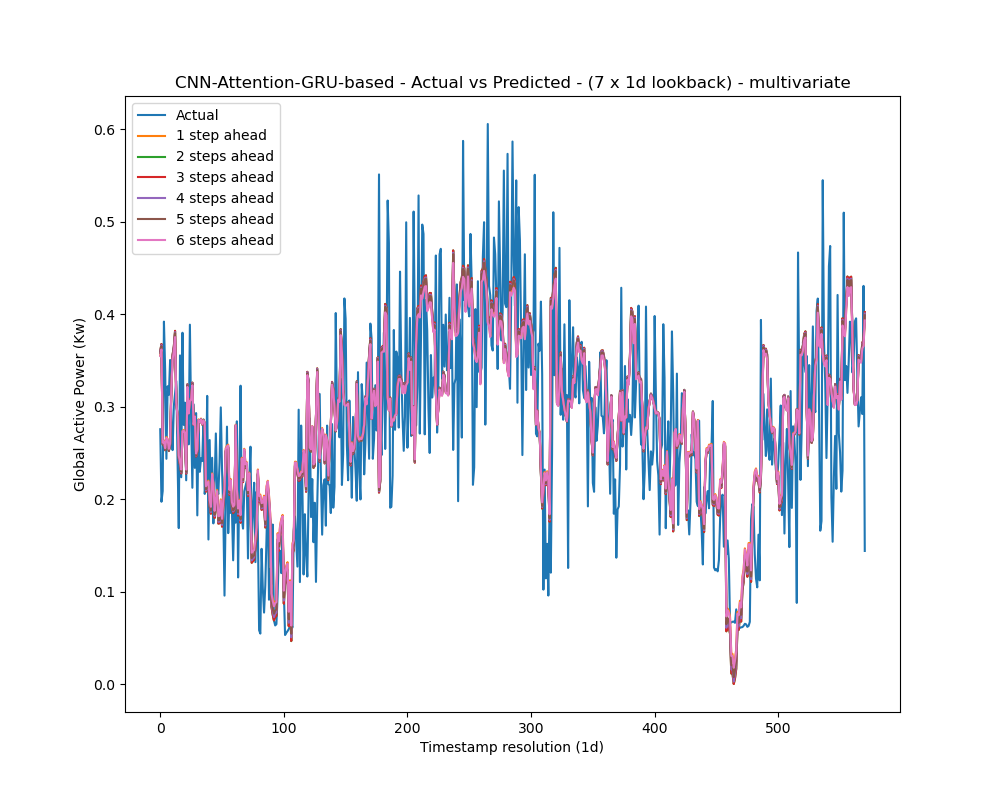 CNN-Attention-GRU-based - Actual vs Predicted - (7 x 1d lookback) - multivariate
Actual
1 step ahead
2 steps ahead
3 steps ahead
4 steps ahead
5 steps ahead
6 steps ahead
0.6
0.5
0.4
0.3
0.2
0.1
0.0
Global Active Power (Kw)
0 100 200 300 400 500
Timestamp resolution (1d)